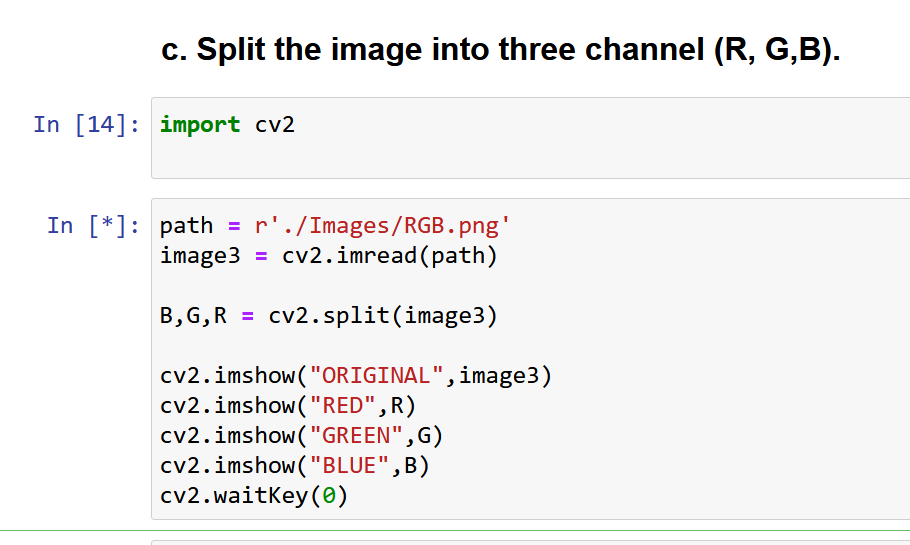 c. Split the image into three channel (R, G,B).
In [14]: import cv2
In [*]: path = r'./Images/RGB.png'
image3 = cv2.imread(path)
B,G,R = cv2.split(image3)
cv2.imshow("ORIGINAL",image3)
cv2.imshow("RED",R)
cv2.imshow("GREEN",G)
cv2.imshow("BLUE",B)
cv2.waitKey(0)